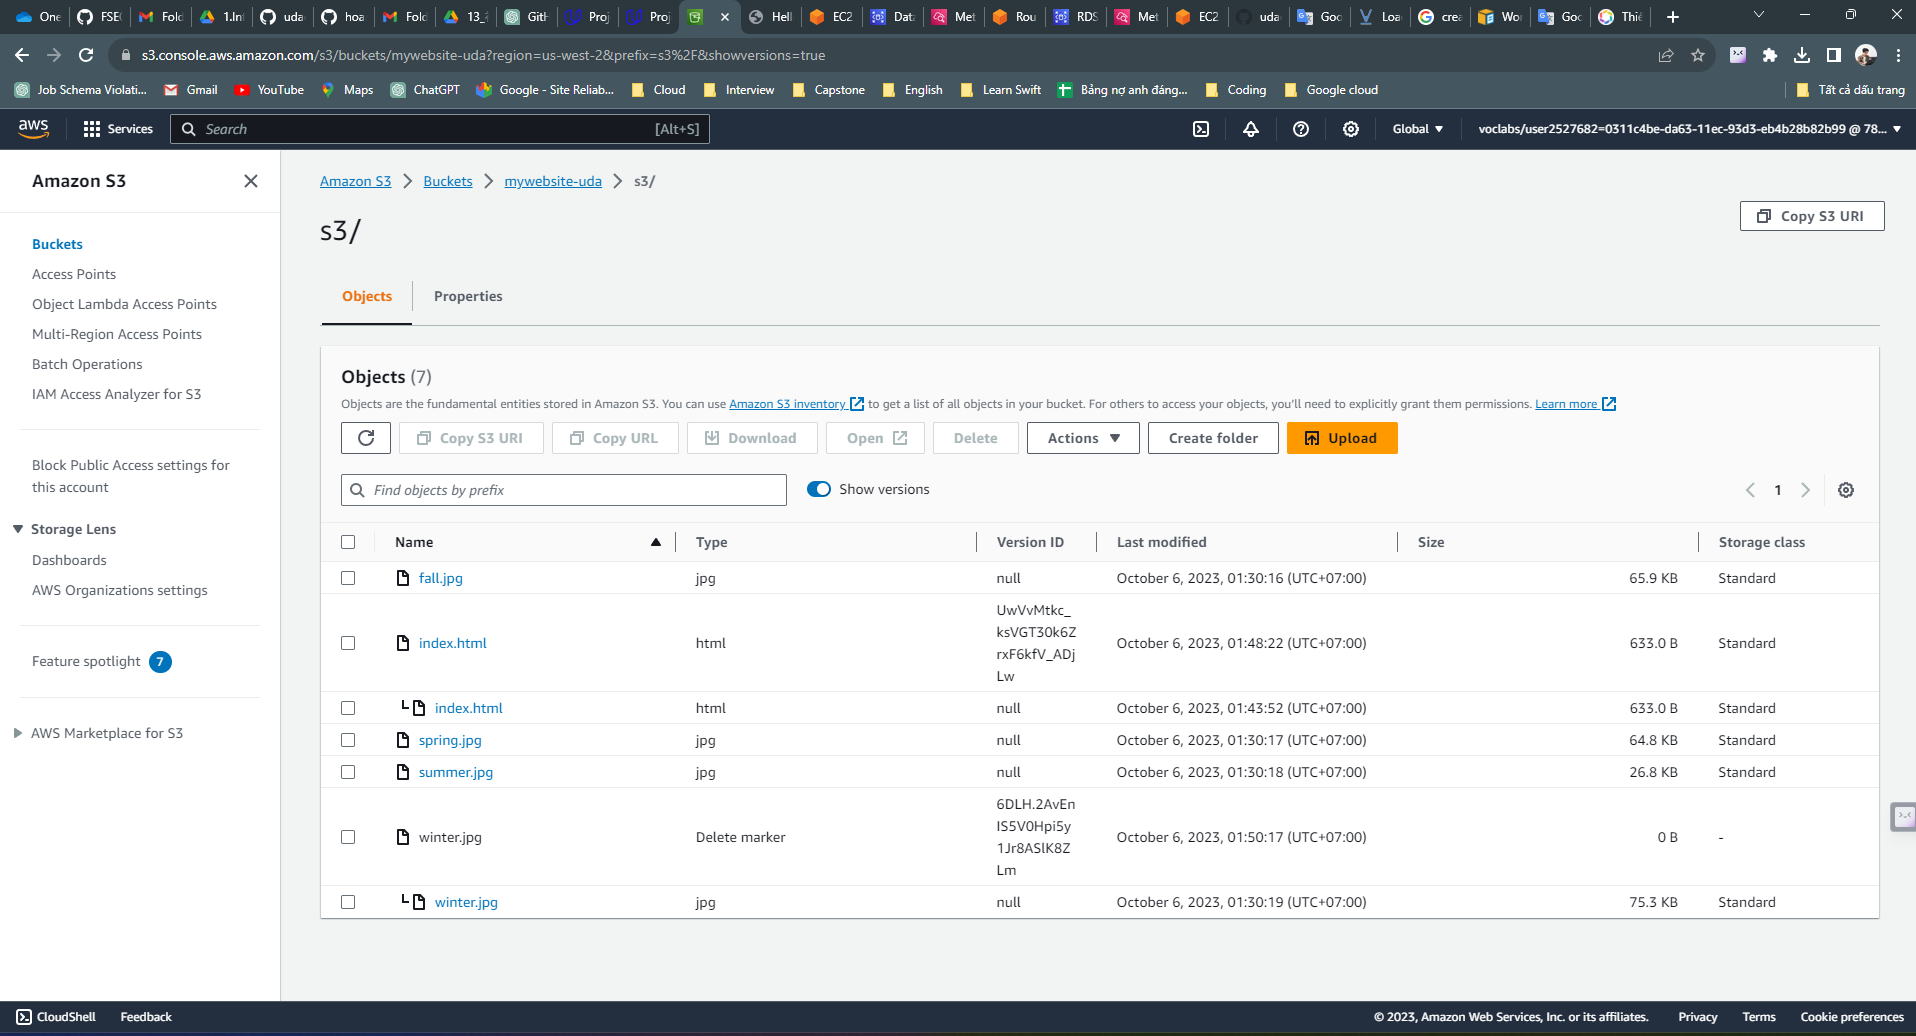 One FSE Fold 1.Int uda hoa Fold 13_ GitH Proj Proj Hell EC2 Data Met Rou RDS Met EC2 uda Goo Loa crea Wor Goo Thiế
s3.console.aws.amazon.com/s3/buckets/mywebsite-uda?region=us-west-2&prefix=s3%2F&showversions=true
Job Schema Violati... Gmail YouTube Maps ChatGPT Google - Site Reliab... Cloud Interview Capstone English Learn Swift Bảng nợ anh đáng... Coding Google cloud Tất cả dấu trang
aws Services Search [Alt+S] Global voclabs/user2527682=0311c4be-da63-11ec-93d3-eb4b28b82b99 @ 78...
Amazon S3
Buckets
Access Points
Object Lambda Access Points
Multi-Region Access Points
Batch Operations
IAM Access Analyzer for S3
Block Public Access settings for
this account
Storage Lens
Dashboards
AWS Organizations settings
Feature spotlight 7
AWS Marketplace for S3
Amazon S3 Buckets mywebsite-uda s3/
s3/
Copy S3 URI
Objects Properties
Objects (7)
Objects are the fundamental entities stored in Amazon S3. You can use Amazon S3 inventory to get a list of all objects in your bucket. For others to access your objects, you'll need to explicitly grant them permissions. Learn more
Copy S3 URI Copy URL Download Open Delete Actions Create folder Upload
Find objects by prefix Show versions 1
Name Type Version ID Last modified Size Storage class
fall.jpg jpg null October 6, 2023, 01:30:16 (UTC+07:00) 65.9 KB Standard
UwVvMtkc_
ksVGT30k6Z
index.html html October 6, 2023, 01:48:22 (UTC+07:00) 633.0 B Standard
rxF6kfV_ADj
Lw
index.html html null October 6, 2023, 01:43:52 (UTC+07:00) 633.0 B Standard
spring.jpg jpg null October 6, 2023, 01:30:17 (UTC+07:00) 64.8 KB Standard
summer.jpg jpg null October 6, 2023, 01:30:18 (UTC+07:00) 26.8 KB Standard
6DLH.2AvEn
IS5V0Hpi5y
winter.jpg Delete marker October 6, 2023, 01:50:17 (UTC+07:00) 0 B -
1Jr8ASlK8Z
Lm
winter.jpg jpg null October 6, 2023, 01:30:19 (UTC+07:00) 75.3 KB Standard
CloudShell Feedback © 2023, Amazon Web Services, Inc. or its affiliates. Privacy Terms Cookie preferences